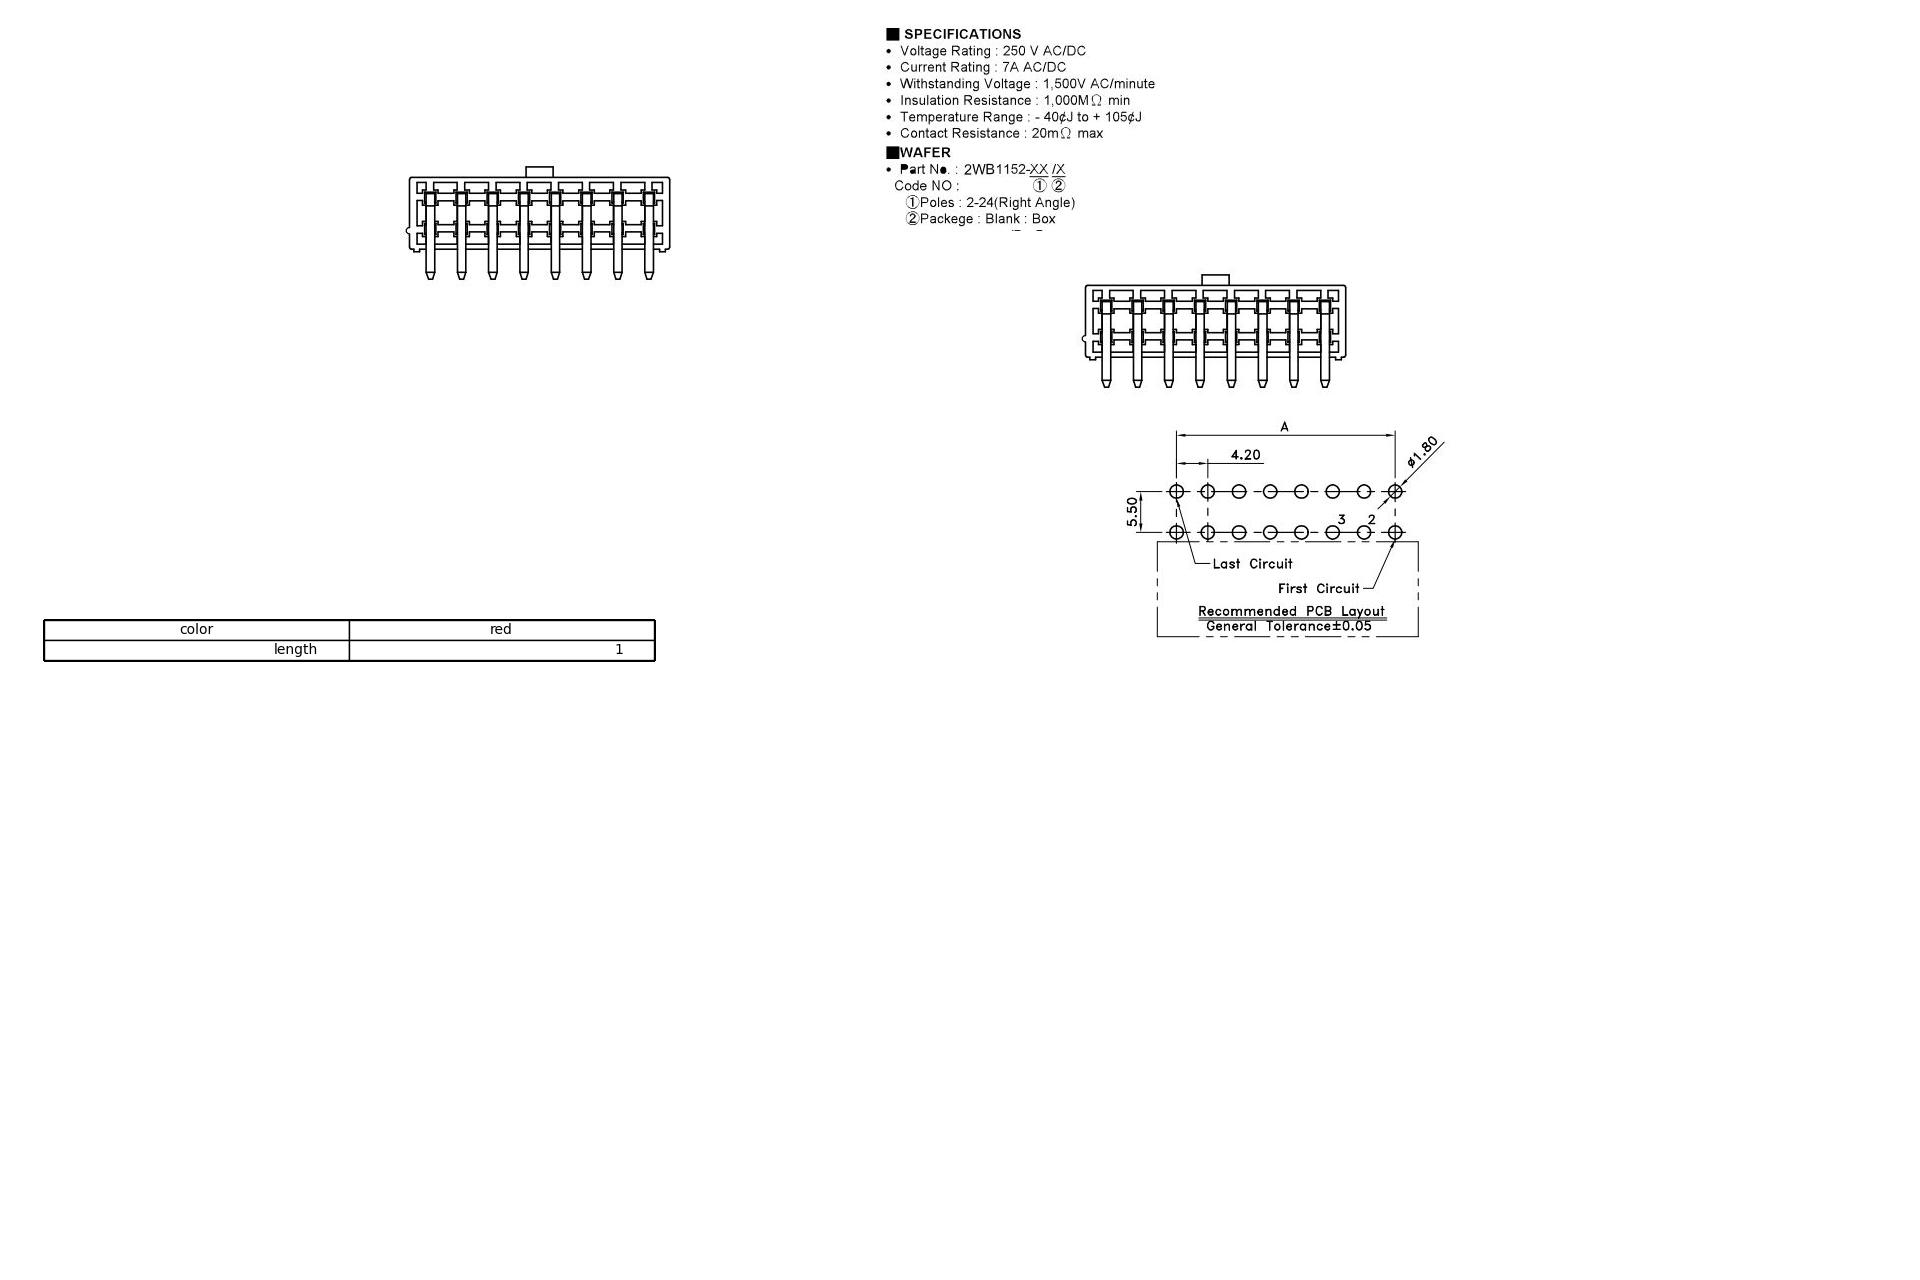 ■ SPECIFICATIONS
• Voltage Rating : 250 V AC/DC
• Current Rating : 7A AC/DC
• Withstanding Voltage : 1,500V AC/minute
• Insulation Resistance : 1,000MΩ min
• Temperature Range : - 40¢J to + 105¢J
• Contact Resistance : 20mΩ max
■WAFER
• Part No. : 2WB1152-XX /X
Code NO : ① ②
①Poles : 2-24(Right Angle)
②Packege : Blank : Box
A
4.20
ø1.80
5.50
3 2
Last Circuit
First Circuit
Recommended PCB Layout
General Tolerance±0.05
color red
length 1